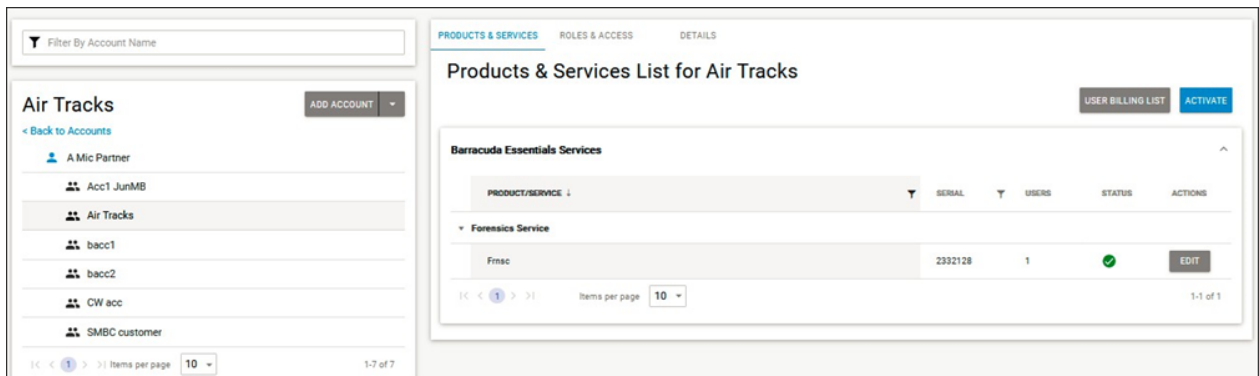 Filter By Account Name
Air Tracks
ADD ACCOUNT
< Back to Accounts
A Mic Partner
Acc1 JunMB
Air Tracks
bacc1
bacc2
CW acc
SMBC customer
|< < 1 > >| Items per page 10 1-7 of 7
PRODUCTS & SERVICES ROLES & ACCESS DETAILS
Products & Services List for Air Tracks
USER BILLING LIST ACTIVATE
Barracuda Essentials Services
PRODUCT/SERVICE ↓ SERIAL USERS STATUS ACTIONS
Forensics Service
Frnsc 2332128 1 EDIT
|< < 1 > >| Items per page 10 1-1 of 1